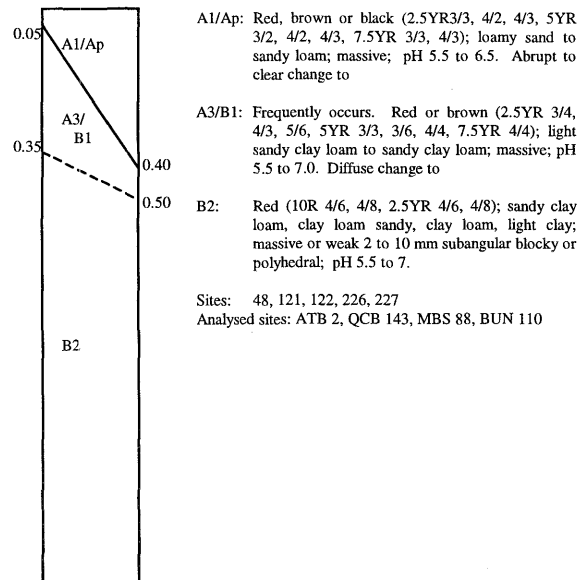 0.05
A1/Ap
A3/
B1
0.35
0.40
0.50
B2
A1/Ap: Red, brown or black (2.5YR3/3, 4/2, 4/3, 5YR
3/2, 4/2, 4/3, 7.5YR 3/3, 4/3); loamy sand to
sandy loam; massive; pH 5.5 to 6.5. Abrupt to
clear change to
A3/B1: Frequently occurs. Red or brown (2.5YR 3/4,
4/3, 5/6, 5YR 3/3, 3/6, 4/4, 7.5YR 4/4); light
sandy clay loam to sandy clay loam; massive; pH
5.5 to 7.0. Diffuse change to
B2: Red (10R 4/6, 4/8, 2.5YR 4/6, 4/8); sandy clay
loam, clay loam sandy, clay loam, light clay;
massive or weak 2 to 10 mm subangular blocky or
polyhedral; pH 5.5 to 7.
Sites: 48, 121, 122, 226, 227
Analysed sites: ATB 2, QCB 143, MBS 88, BUN 110